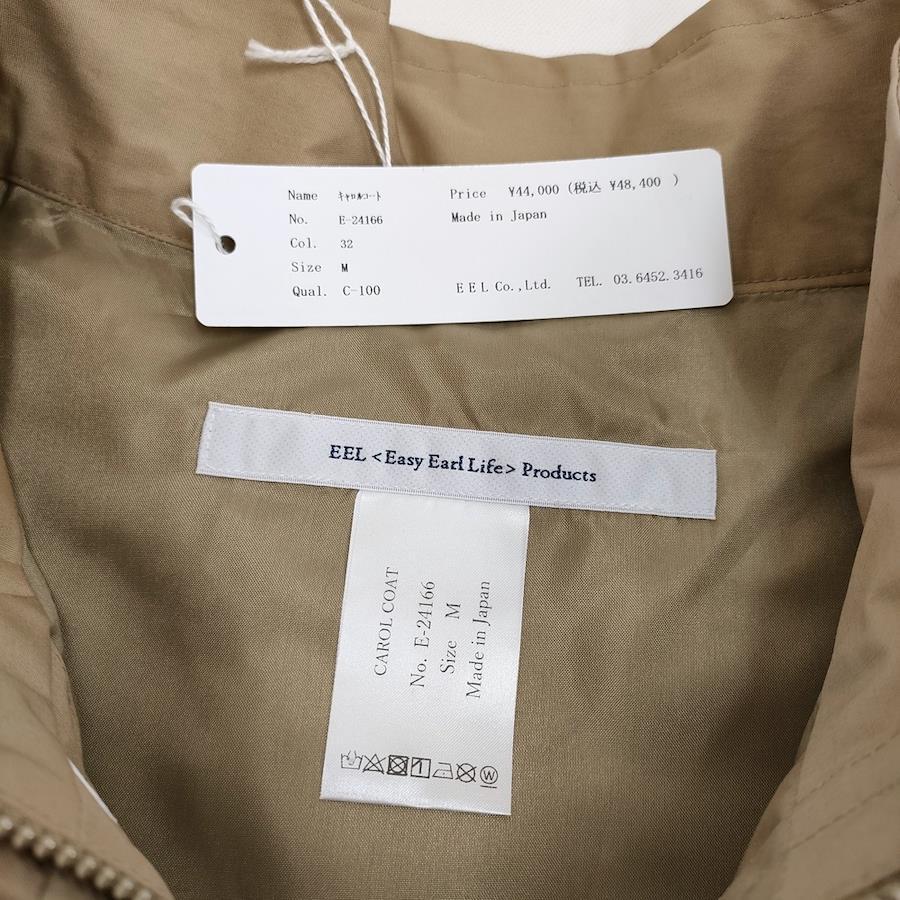 Name ｷｬﾛﾙｺｰﾄ
No. E-24166
Col. 32
Size M
Qual. C-100
Price ¥44,000 (税込 ¥48,400 )
Made in Japan
EEL Co.,Ltd. TEL. 03.6452.3416
EEL <Easy Earl Life> Products
CAROL COAT
No. E-24166
Size M
Made in Japan
W